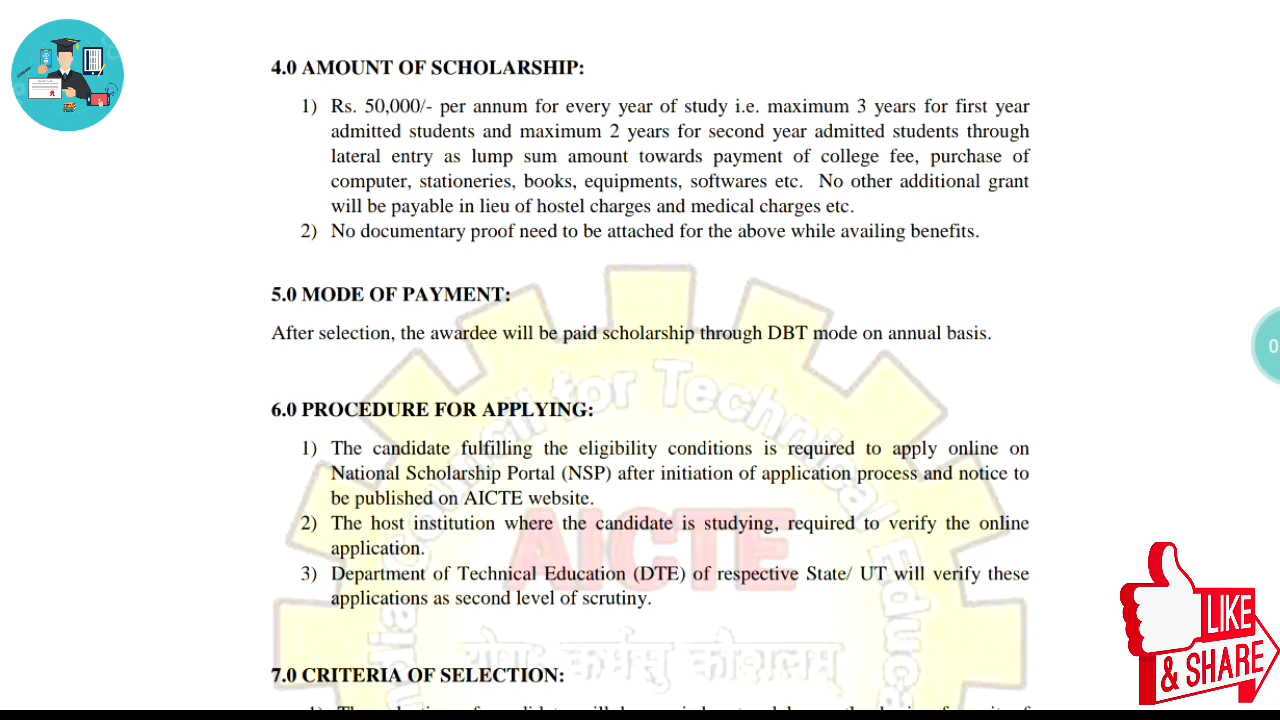 4.0 AMOUNT OF SCHOLARSHIP:
1) Rs. 50,000/- per annum for every year of study i.e. maximum 3 years for first year
admitted students and maximum 2 years for second year admitted students through
lateral entry as lump sum amount towards payment of college fee, purchase of
computer, stationeries, books, equipments, softwares etc. No other additional grant
will be payable in lieu of hostel charges and medical charges etc.
2) No documentary proof need to be attached for the above while availing benefits.
5.0 MODE OF PAYMENT:
After selection, the awardee will be paid scholarship through DBT mode on annual basis.
0
6.0 PROCEDURE FOR APPLYING:
1) The candidate fulfilling the eligibility conditions is required to apply online on
National Scholarship Portal (NSP) after initiation of application process and notice to
be published on AICTE website.
2) The host institution where the candidate is studying, required to verify the online
application.
3) Department of Technical Education (DTE) of respective State/ UT will verify these
applications as second level of scrutiny.
7.0 CRITERIA OF SELECTION:
Council for Technical Educa
AICTE
योगः कर्मसु कौशलम्
LIKE
& SHARE